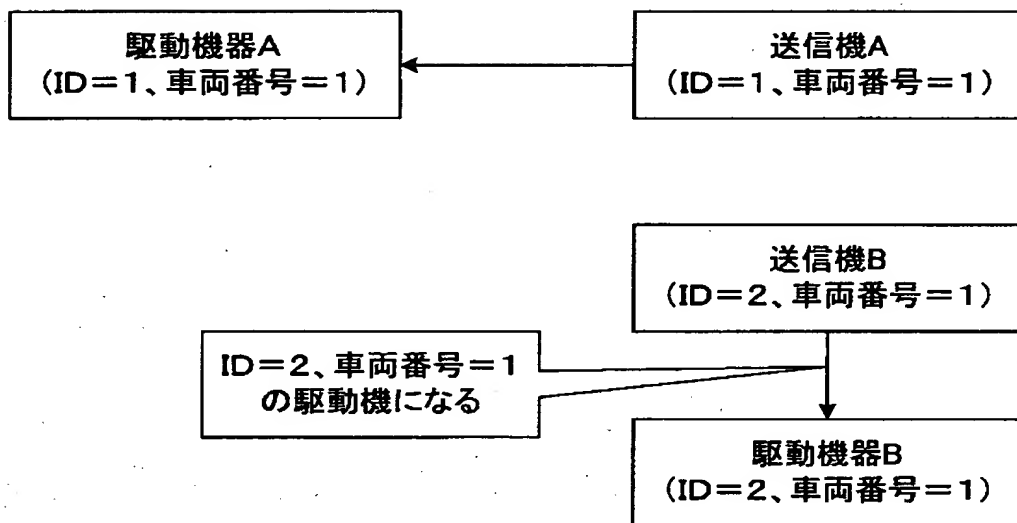 駆動機器A
(ID=1、車両番号=1)
送信機A
(ID=1、車両番号=1)
送信機B
(ID=2、車両番号=1)
ID=2、車両番号=1
の駆動機になる
駆動機器B
(ID=2、車両番号=1)